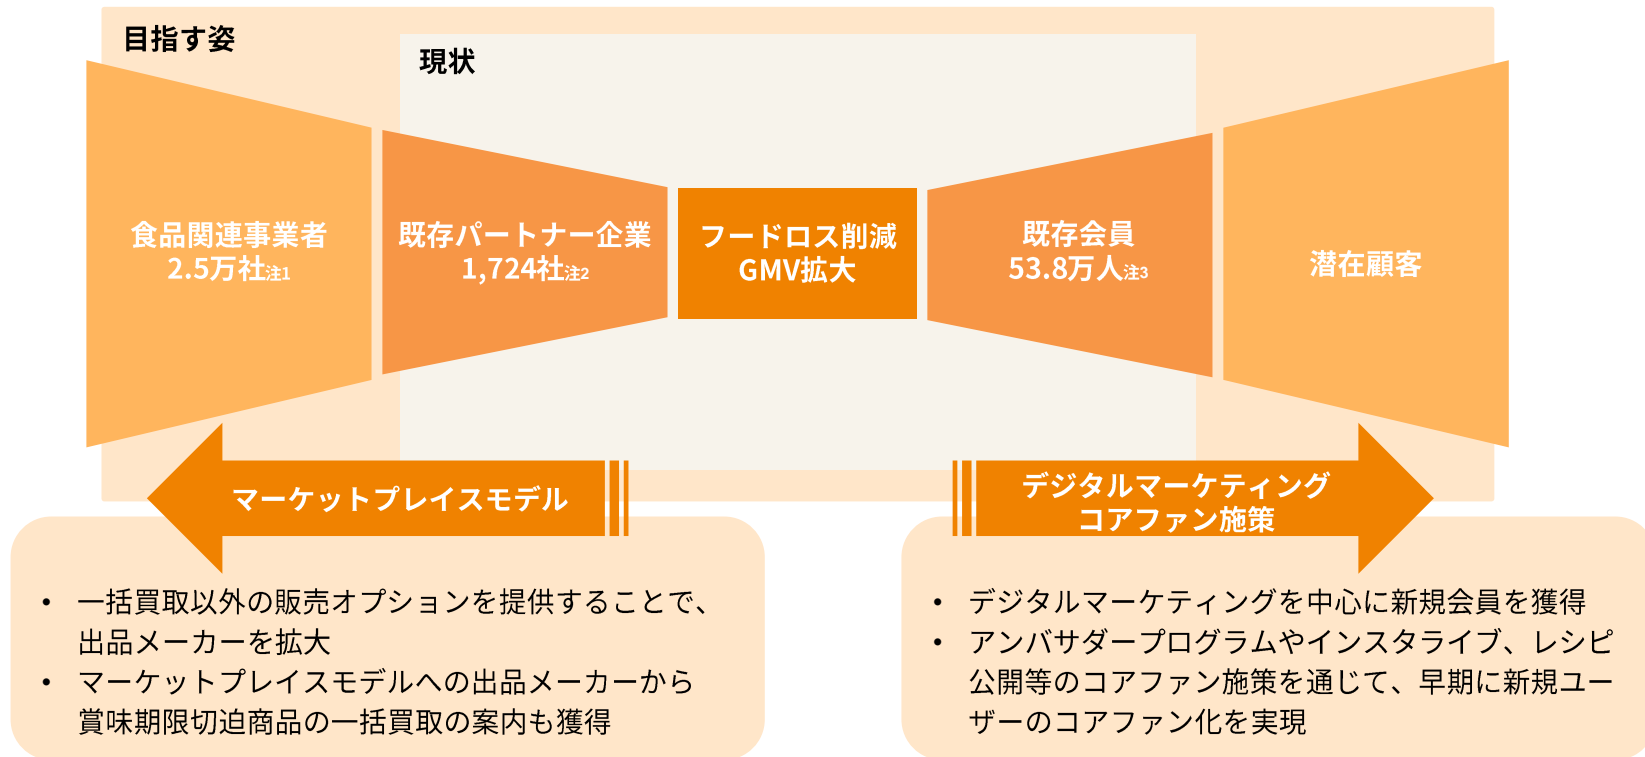 目指す姿
現状
食品関連事業者
2.5万社注1
既存パートナー企業
1,724社注2
フードロス削減
GMV拡大
既存会員
53.8万人注3
潜在顧客
マーケットプレイスモデル
デジタルマーケティング
コアファン施策
• 一括買取以外の販売オプションを提供することで、
出品メーカーを拡大
• マーケットプレイスモデルへの出品メーカーから
賞味期限切迫商品の一括買取の案内も獲得
• デジタルマーケティングを中心に新規会員を獲得
• アンバサダープログラムやインスタライブ、レシピ
公開等のコアファン施策を通じて、早期に新規ユー
ザーのコアファン化を実現